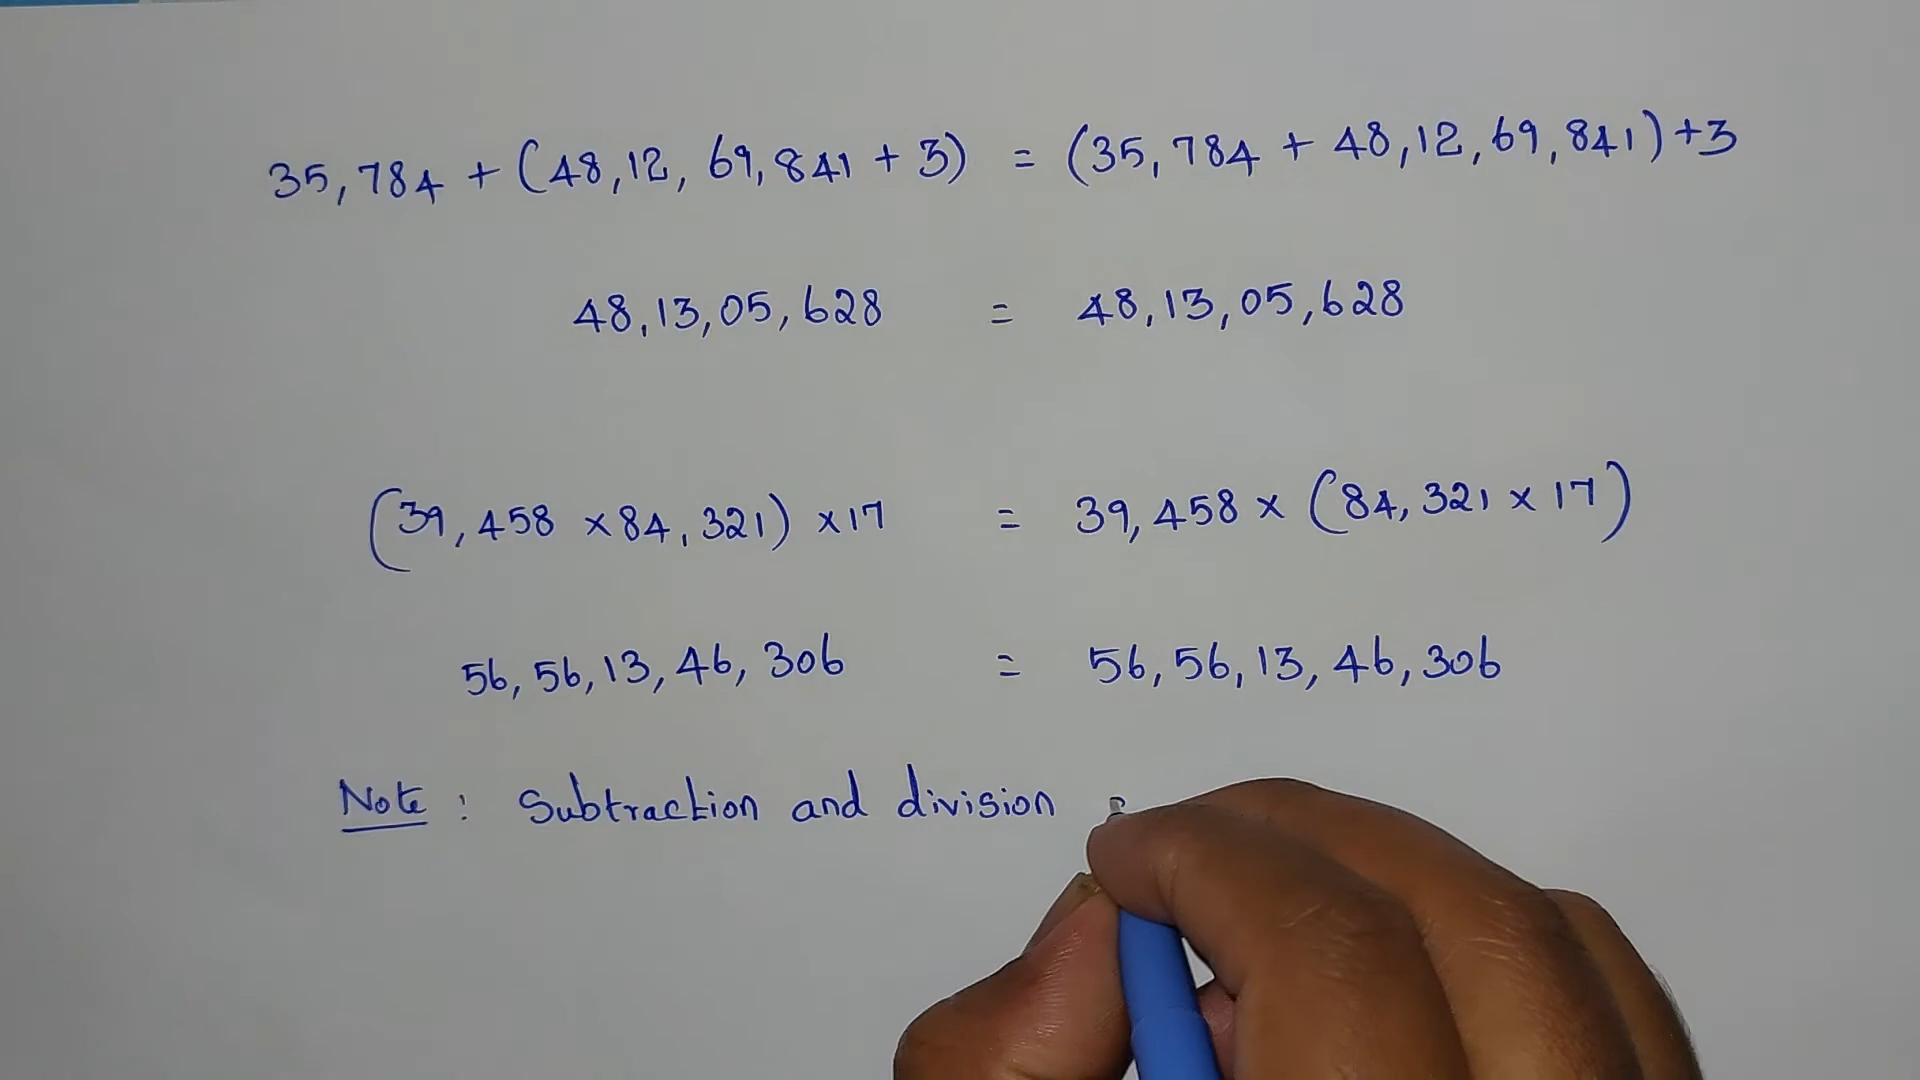 35,784 + (48,12, 69,841 + 3) = (35,784 + 48,12,69,841) + 3
48,13,05,628 = 48,13,05,628
(39,458 × 84,321) × 17 = 39,458 × (84,321 × 17)
56,56,13,46,306 = 56,56,13,46,306
Note : Subtraction and division